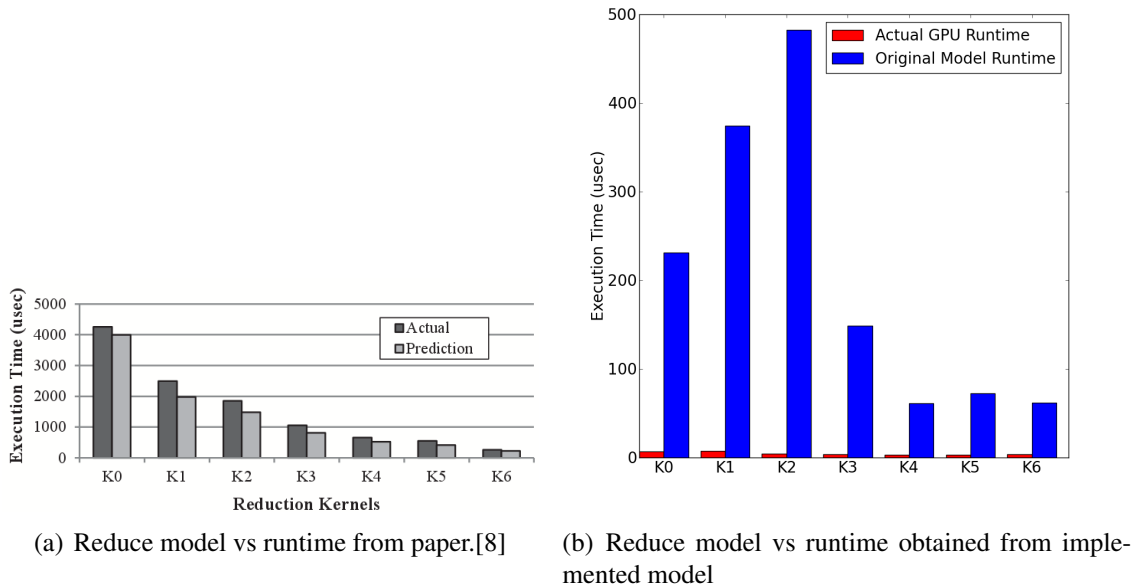 5000
4000
3000
2000
1000
0
Execution Time (usec)
Actual
Prediction
K0 K1 K2 K3 K4 K5 K6
Reduction Kernels
(a) Reduce model vs runtime from paper.[8]
500
400
300
200
100
0
Execution Time (usec)
Actual GPU Runtime
Original Model Runtime
K0 K1 K2 K3 K4 K5 K6
(b) Reduce model vs runtime obtained from imple-
mented model